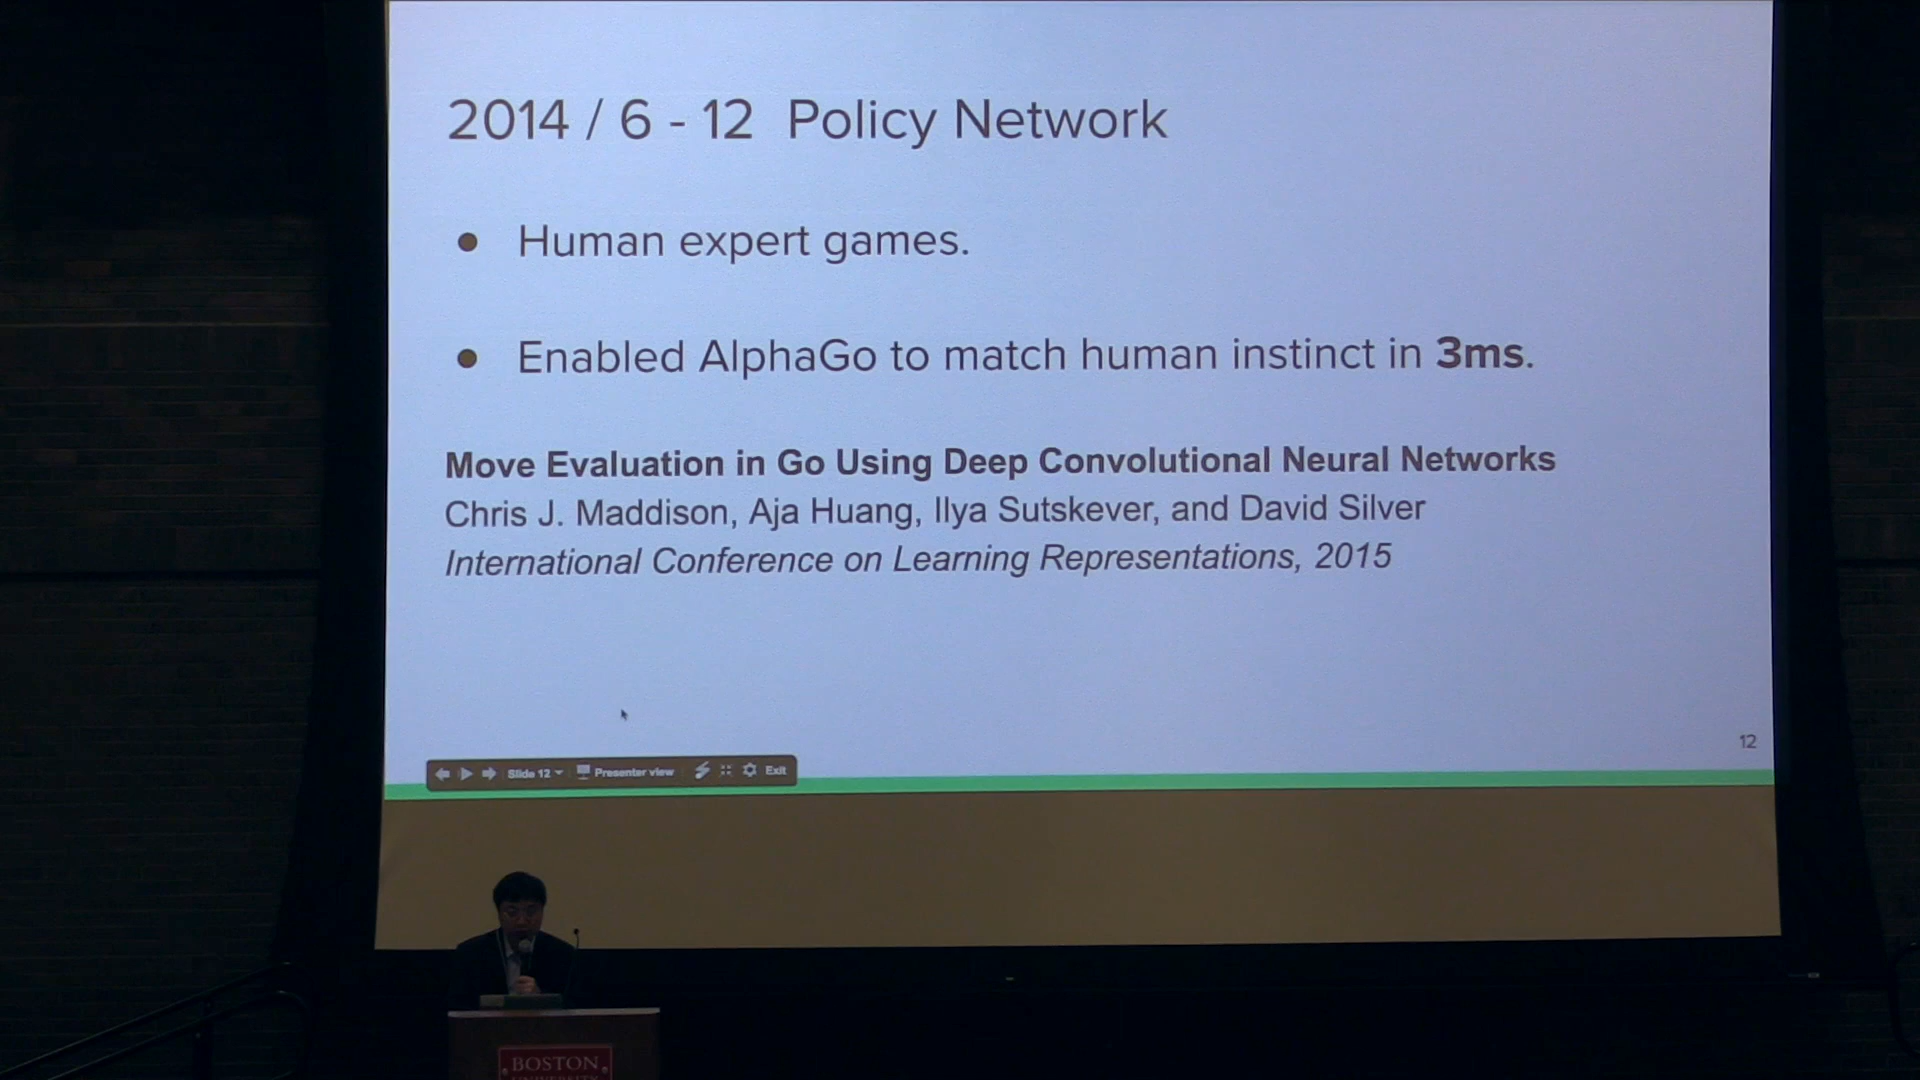 2014 / 6 - 12 Policy Network
● Human expert games.
● Enabled AlphaGo to match human instinct in 3ms.
Move Evaluation in Go Using Deep Convolutional Neural Networks
Chris J. Maddison, Aja Huang, Ilya Sutskever, and David Silver
International Conference on Learning Representations, 2015
12
Slide 12 Presenter view Exit
BOSTON
UNIVERSITY